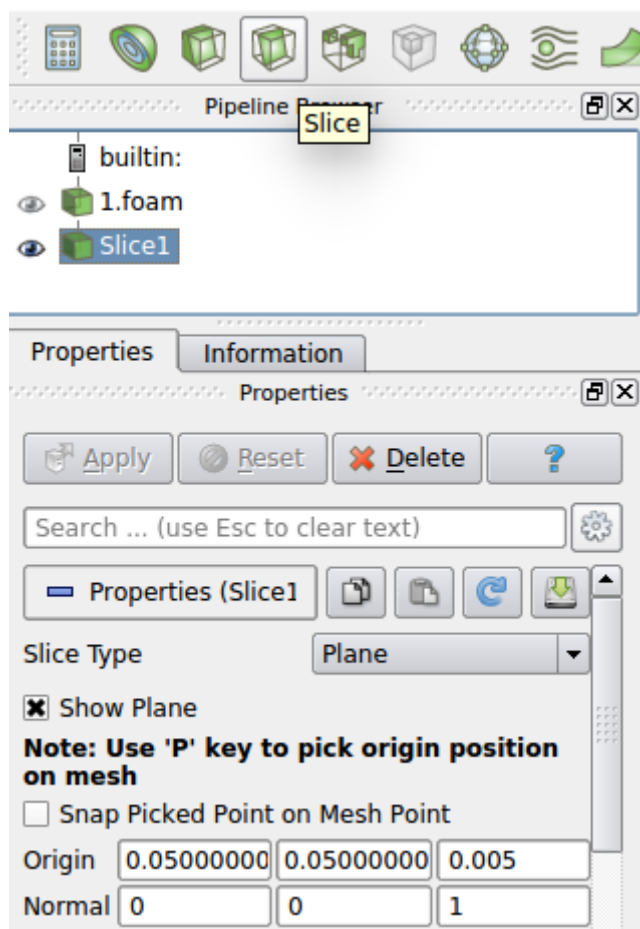 Pipeline Browser
Slice
builtin:
1.foam
Slice1
Properties Information
Properties
Apply Reset Delete ?
Search ... (use Esc to clear text)
Properties (Slice1
Slice Type Plane
Show Plane
Note: Use 'P' key to pick origin position
on mesh
Snap Picked Point on Mesh Point
Origin 0.05000000 0.05000000 0.005
Normal 0 0 1